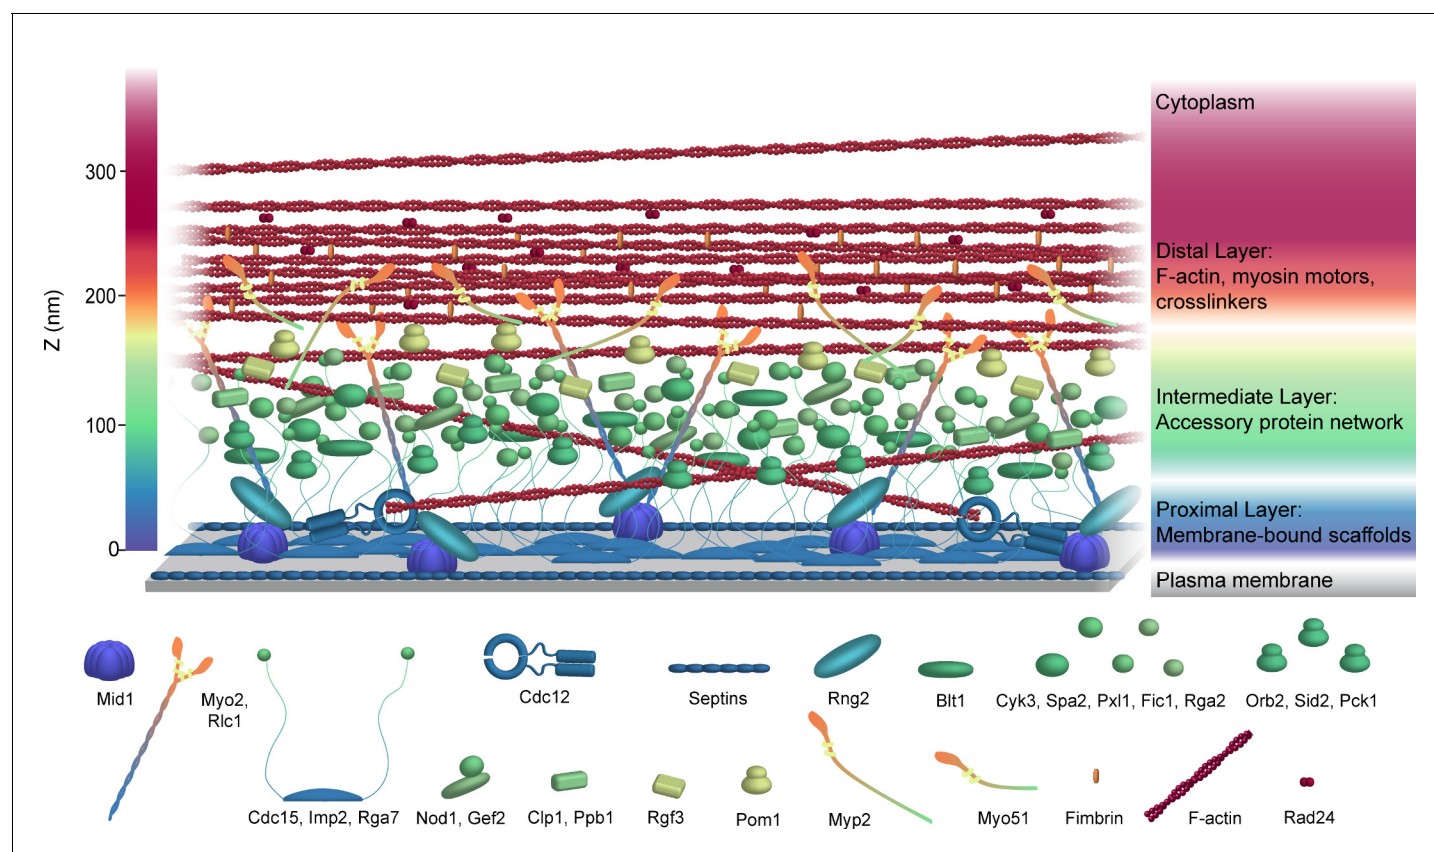 Cytoplasm
300
Distal Layer:
F-actin, myosin motors,
crosslinkers
200
Z (nm)
Intermediate Layer:
Accessory protein network
100
Proximal Layer:
Membrane-bound scaffolds
0
Plasma membrane
Mid1
Myo2,
Rlc1
Cdc12
Septins
Rng2
Blt1
Cyk3, Spa2, Pxl1, Fic1, Rga2
Orb2, Sid2, Pck1
Cdc15, Imp2, Rga7
Nod1, Gef2
Clp1, Ppb1
Rgf3
Pom1
Myp2
Myo51
Fimbrin
F-actin
Rad24